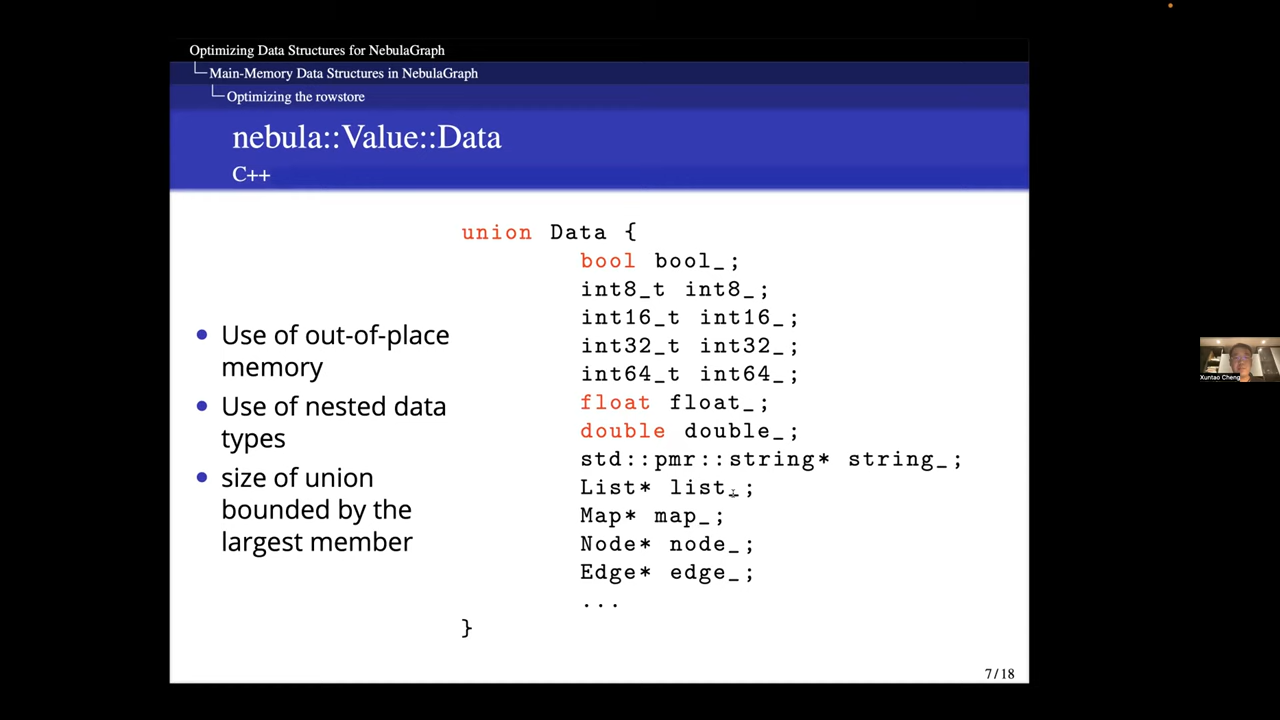 Optimizing Data Structures for NebulaGraph
Main-Memory Data Structures in NebulaGraph
Optimizing the rowstore
nebula::Value::Data
C++
• Use of out-of-place
memory
• Use of nested data
types
• size of union
bounded by the
largest member
union Data {
bool bool_;
int8_t int8_;
int16_t int16_;
int32_t int32_;
int64_t int64_;
float float_;
double double_;
std::pmr::string* string_;
List* list_;
Map* map_;
Node* node_;
Edge* edge_;
...
}
7/18
Xuntao Cheng